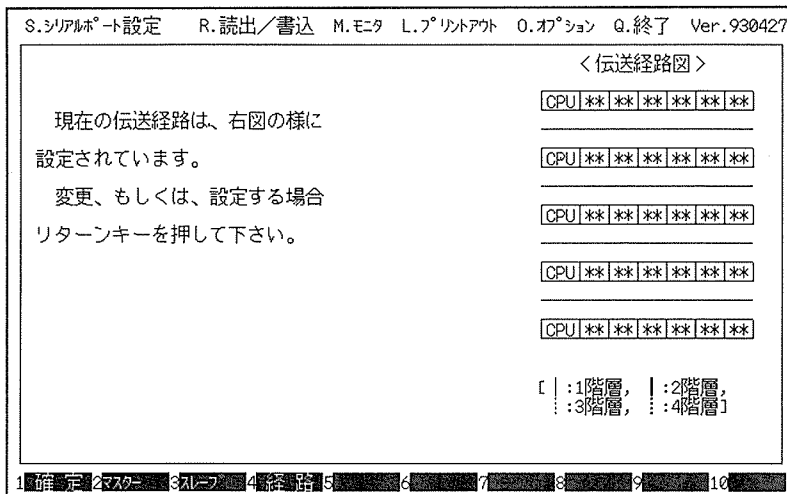 S.シリアルポート設定 R.読出／書込 M.モニタ L.プリントアウト O.オプション Q.終了 Ver.930427
＜伝送経路図＞
現在の伝送経路は、右図の様に
設定されています。
変更、もしくは、設定する場合
リターンキーを押して下さい。
CPU ** ** ** ** ** **
CPU ** ** ** ** ** **
CPU ** ** ** ** ** **
CPU ** ** ** ** ** **
CPU ** ** ** ** ** **
[ |:1階層, |:2階層,
┊:3階層, ┊:4階層]
1 確 定 2マスター 3スレーブ 4 経 路 5 6 7 8 9 10